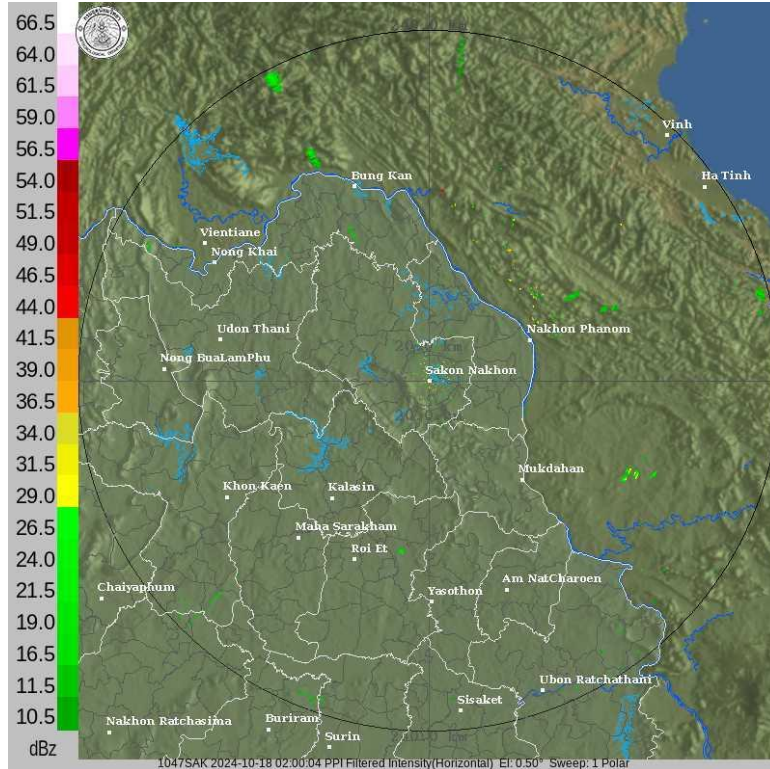 66.5
64.0
61.5
59.0
56.5
54.0
51.5
49.0
46.5
44.0
41.5
39.0
36.5
34.0
31.5
29.0
26.5
24.0
21.5
19.0
16.5
11.5
10.5
dBz
Vinh
Ha Tinh
Bung Kan
Vientiane
Nong Khai
Udon Thani
Nakhon Phanom
Nong BuaLamPhu
Sakon Nakhon
Mukdahan
Khon Kaen
Kalasin
Maha Sarakham
Roi Et
Chaiyaphum
Am NatCharoen
Yasothon
Ubon Ratchathani
Sisaket
Nakhon Ratchasima
Buriram
Surin
1047SAK 2024-10-18 02:00:04 PPI Filtered Intensity(Horizontal) El: 0.50° Sweep: 1 Polar